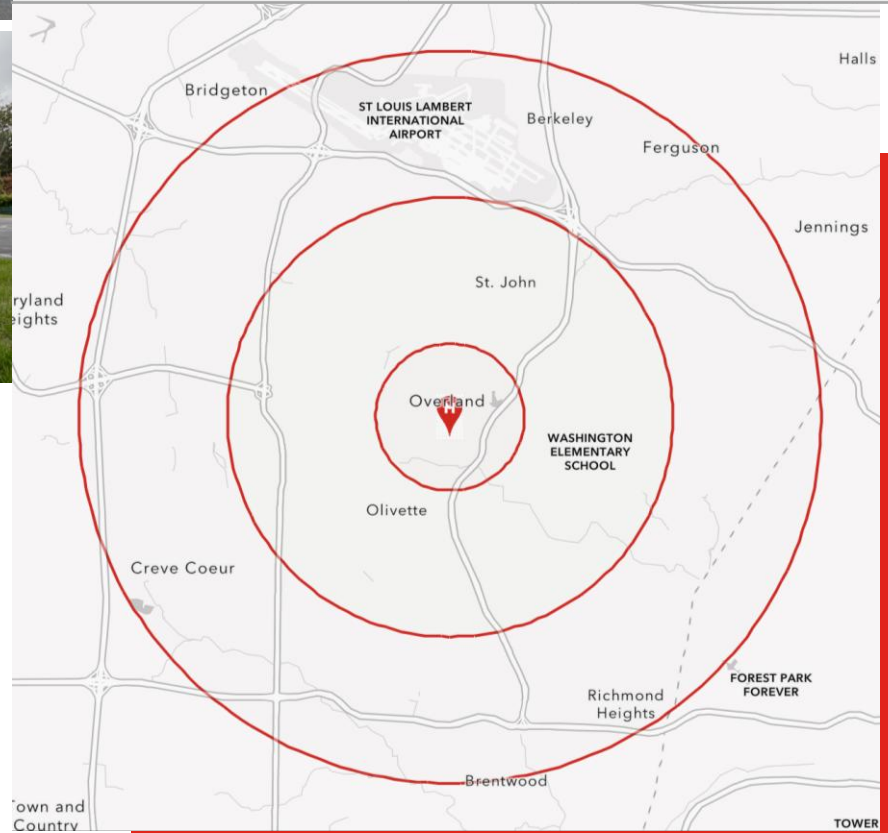 Halls
Bridgeton
ST LOUIS LAMBERT
INTERNATIONAL
AIRPORT
Berkeley
Ferguson
Jennings
St. John
ryland
eights
Overland
H
WASHINGTON
ELEMENTARY
SCHOOL
Olivette
Creve Coeur
FOREST PARK
FOREVER
Richmond
Heights
Brentwood
Town and
Country
TOWER